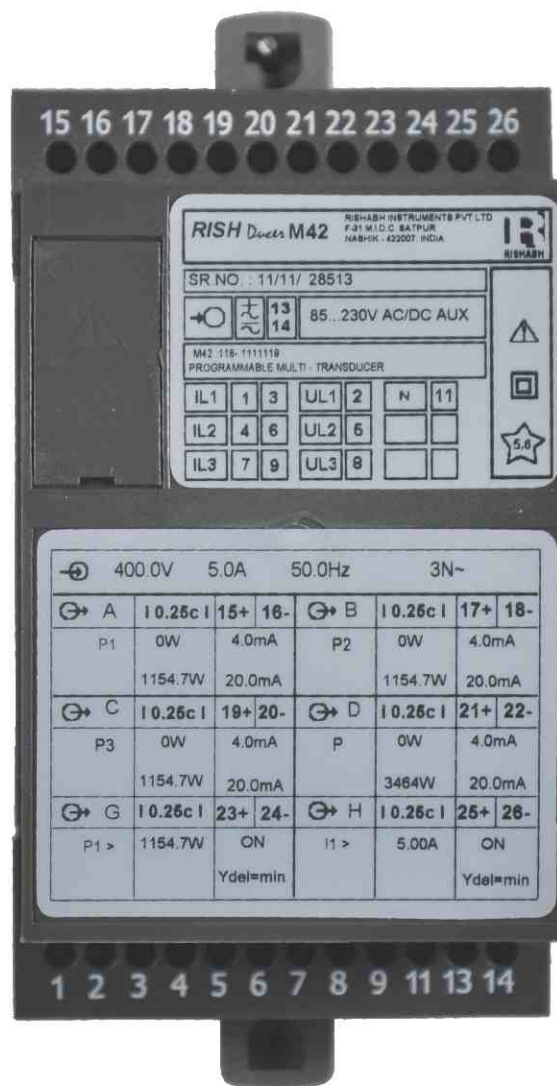 15 16 17 18 19 20 21 22 23 24 25 26
RISH Ducer M42
RISHABH INSTRUMENTS PVT LTD
F-31 M.I.D.C. SATPUR
NASHIK - 422007. INDIA
R
RISHABH
SR.NO. : 11/11/ 28513
13
14
85...230V AC/DC AUX
M42 :116- 1111119
PROGRAMMABLE MULTI - TRANSDUCER
IL1 1 3 UL1 2 N 11
IL2 4 6 UL2 5
IL3 7 9 UL3 8
5.6
400.0V 5.0A 50.0Hz 3N~
A | 0.25c | 15+ 16- B | 0.25c | 17+ 18-
P1 0W 4.0mA P2 0W 4.0mA
1154.7W 20.0mA 1154.7W 20.0mA
C | 0.25c | 19+ 20- D | 0.25c | 21+ 22-
P3 0W 4.0mA P 0W 4.0mA
1154.7W 20.0mA 3464W 20.0mA
G | 0.25c | 23+ 24- H | 0.25c | 25+ 26-
P1 > 1154.7W ON I1 > 5.00A ON
Ydel=min Ydel=min
1 2 3 4 5 6 7 8 9 11 13 14